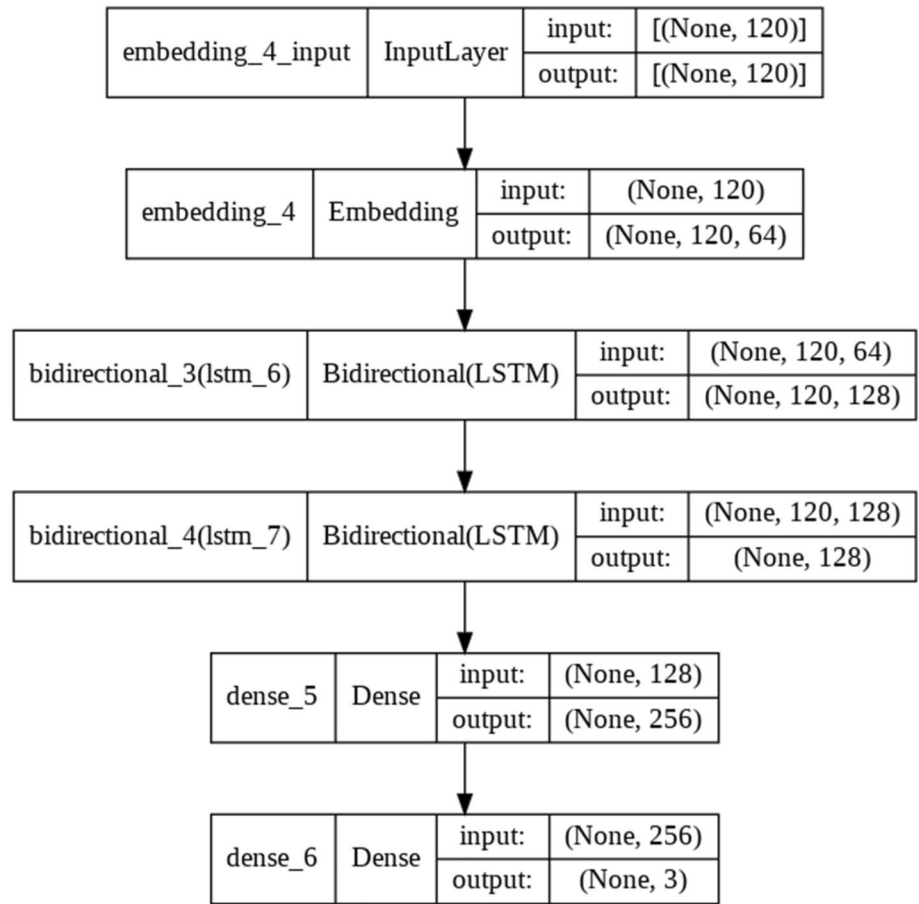 embedding_4_input InputLayer input: [(None, 120)]
output: [(None, 120)]
embedding_4 Embedding input: (None, 120)
output: (None, 120, 64)
bidirectional_3(lstm_6) Bidirectional(LSTM) input: (None, 120, 64)
output: (None, 120, 128)
bidirectional_4(lstm_7) Bidirectional(LSTM) input: (None, 120, 128)
output: (None, 128)
dense_5 Dense input: (None, 128)
output: (None, 256)
dense_6 Dense input: (None, 256)
output: (None, 3)